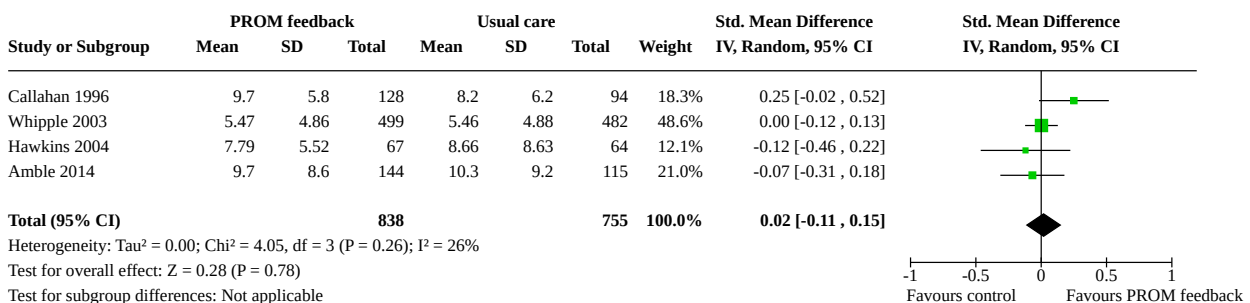 PROM feedback Usual care Std. Mean Difference Std. Mean Difference
Study or Subgroup Mean SD Total Mean SD Total Weight IV, Random, 95% CI IV, Random, 95% CI
Callahan 1996 9.7 5.8 128 8.2 6.2 94 18.3% 0.25 [-0.02 , 0.52]
Whipple 2003 5.47 4.86 499 5.46 4.88 482 48.6% 0.00 [-0.12 , 0.13]
Hawkins 2004 7.79 5.52 67 8.66 8.63 64 12.1% -0.12 [-0.46 , 0.22]
Amble 2014 9.7 8.6 144 10.3 9.2 115 21.0% -0.07 [-0.31 , 0.18]
Total (95% CI) 838 755 100.0% 0.02 [-0.11 , 0.15]
Heterogeneity: Tau² = 0.00; Chi² = 4.05, df = 3 (P = 0.26); I² = 26%
Test for overall effect: Z = 0.28 (P = 0.78)
-1 -0.5 0 0.5 1
Test for subgroup differences: Not applicable
Favours control Favours PROM feedback